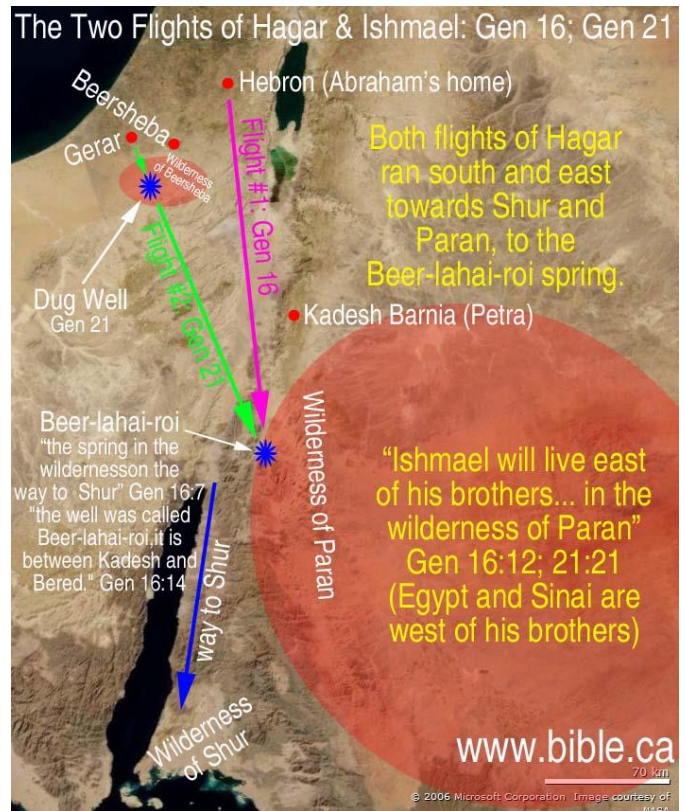 The Two Flights of Hagar & Ishmael: Gen 16; Gen 21
Hebron (Abraham's home)
Beersheba
Gerar
Wilderness
of Beersheba
Flight #1: Gen 16
Both flights of Hagar
ran south and east
towards Shur and
Paran, to the
Beer-lahai-roi spring.
Dug Well
Gen 21
Flight #2: Gen 21
Kadesh Barnia (Petra)
Beer-lahai-roi
"the spring in the
wildernesson the
way to Shur" Gen 16:7
"the well was called
Beer-lahai-roi,it is
between Kadesh and
Bered." Gen 16:14
Wilderness of Paran
"Ishmael will live east
of his brothers... in the
wilderness of Paran"
Gen 16:12; 21:21
(Egypt and Sinai are
west of his brothers)
way to Shur
Wilderness
of Shur
www.bible.ca
70 km
© 2006 Microsoft Corporation Image courtesy of
NASA